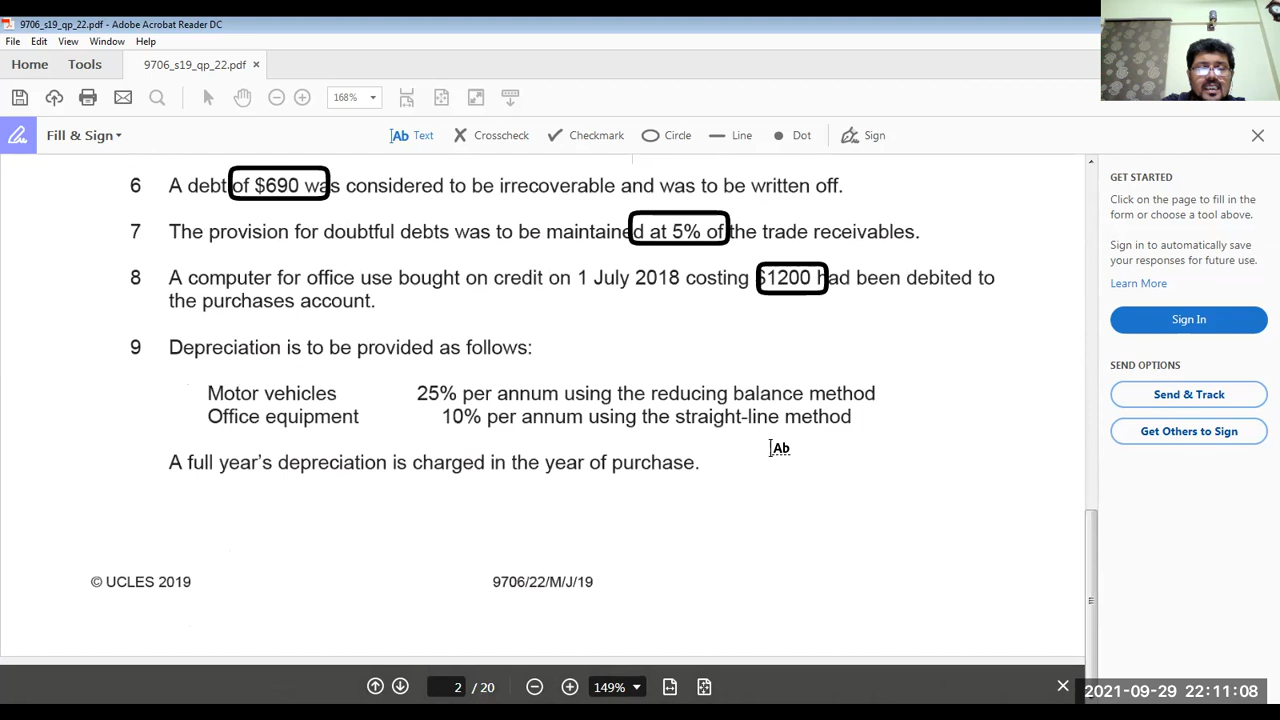 9706_s19_qp_22.pdf - Adobe Acrobat Reader DC
File Edit View Window Help
Home Tools 9706_s19_qp_22.pdf ×
168%
Fill & Sign
Ab Text Crosscheck Checkmark Circle Line Dot Sign
6 A debt of $690 was considered to be irrecoverable and was to be written off.
7 The provision for doubtful debts was to be maintained at 5% of the trade receivables.
8 A computer for office use bought on credit on 1 July 2018 costing $1200 had been debited to
the purchases account.
9 Depreciation is to be provided as follows:
Motor vehicles 25% per annum using the reducing balance method
Office equipment 10% per annum using the straight-line method
Ab
A full year's depreciation is charged in the year of purchase.
© UCLES 2019 9706/22/M/J/19
GET STARTED
Click on the page to fill in the
form or choose a tool above.
Sign in to automatically save
your responses for future use.
Learn More
Sign In
SEND OPTIONS
Send & Track
Get Others to Sign
2 / 20 149%
2021-09-29 22:11:08